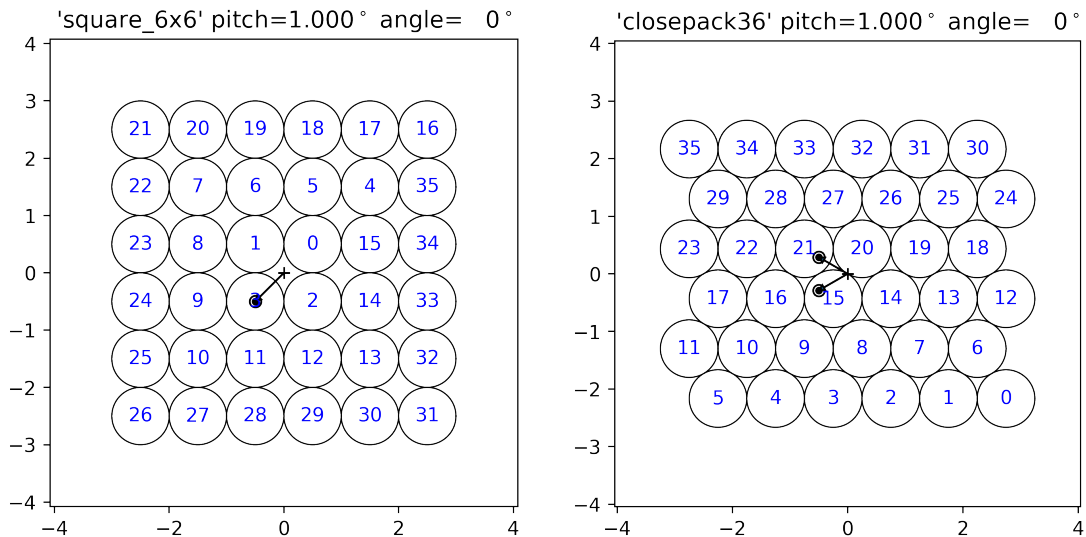 'square_6x6' pitch=1.000° angle= 0°
4
3
2
1
0
−1
−2
−3
−4
21 20 19 18 17 16
22 7 6 5 4 35
23 8 1 0 15 34
24 9 3 2 14 33
25 10 11 12 13 32
26 27 28 29 30 31
−4 −2 0 2 4
'closepack36' pitch=1.000° angle= 0°
4
3
2
1
0
−1
−2
−3
−4
35 34 33 32 31 30
29 28 27 26 25 24
23 22 21 20 19 18
17 16 15 14 13 12
11 10 9 8 7 6
5 4 3 2 1 0
−4 −2 0 2 4